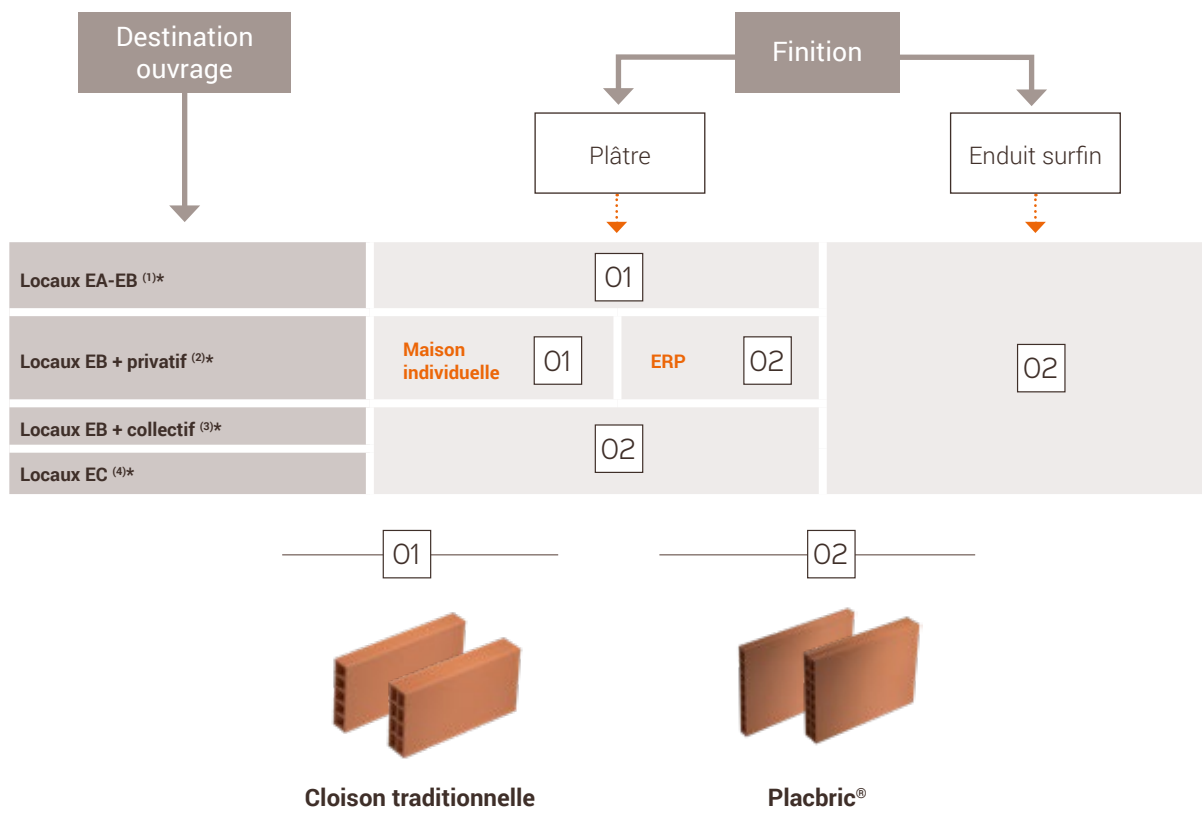 Destination
ouvrage
Finition
Plâtre
Enduit surfin
Locaux EA-EB (1)*
01
Locaux EB + privatif (2)*
Maison
individuelle
01
ERP
02
02
Locaux EB + collectif (3)*
02
Locaux EC (4)*
01
02
Cloison traditionnelle
Placbric®